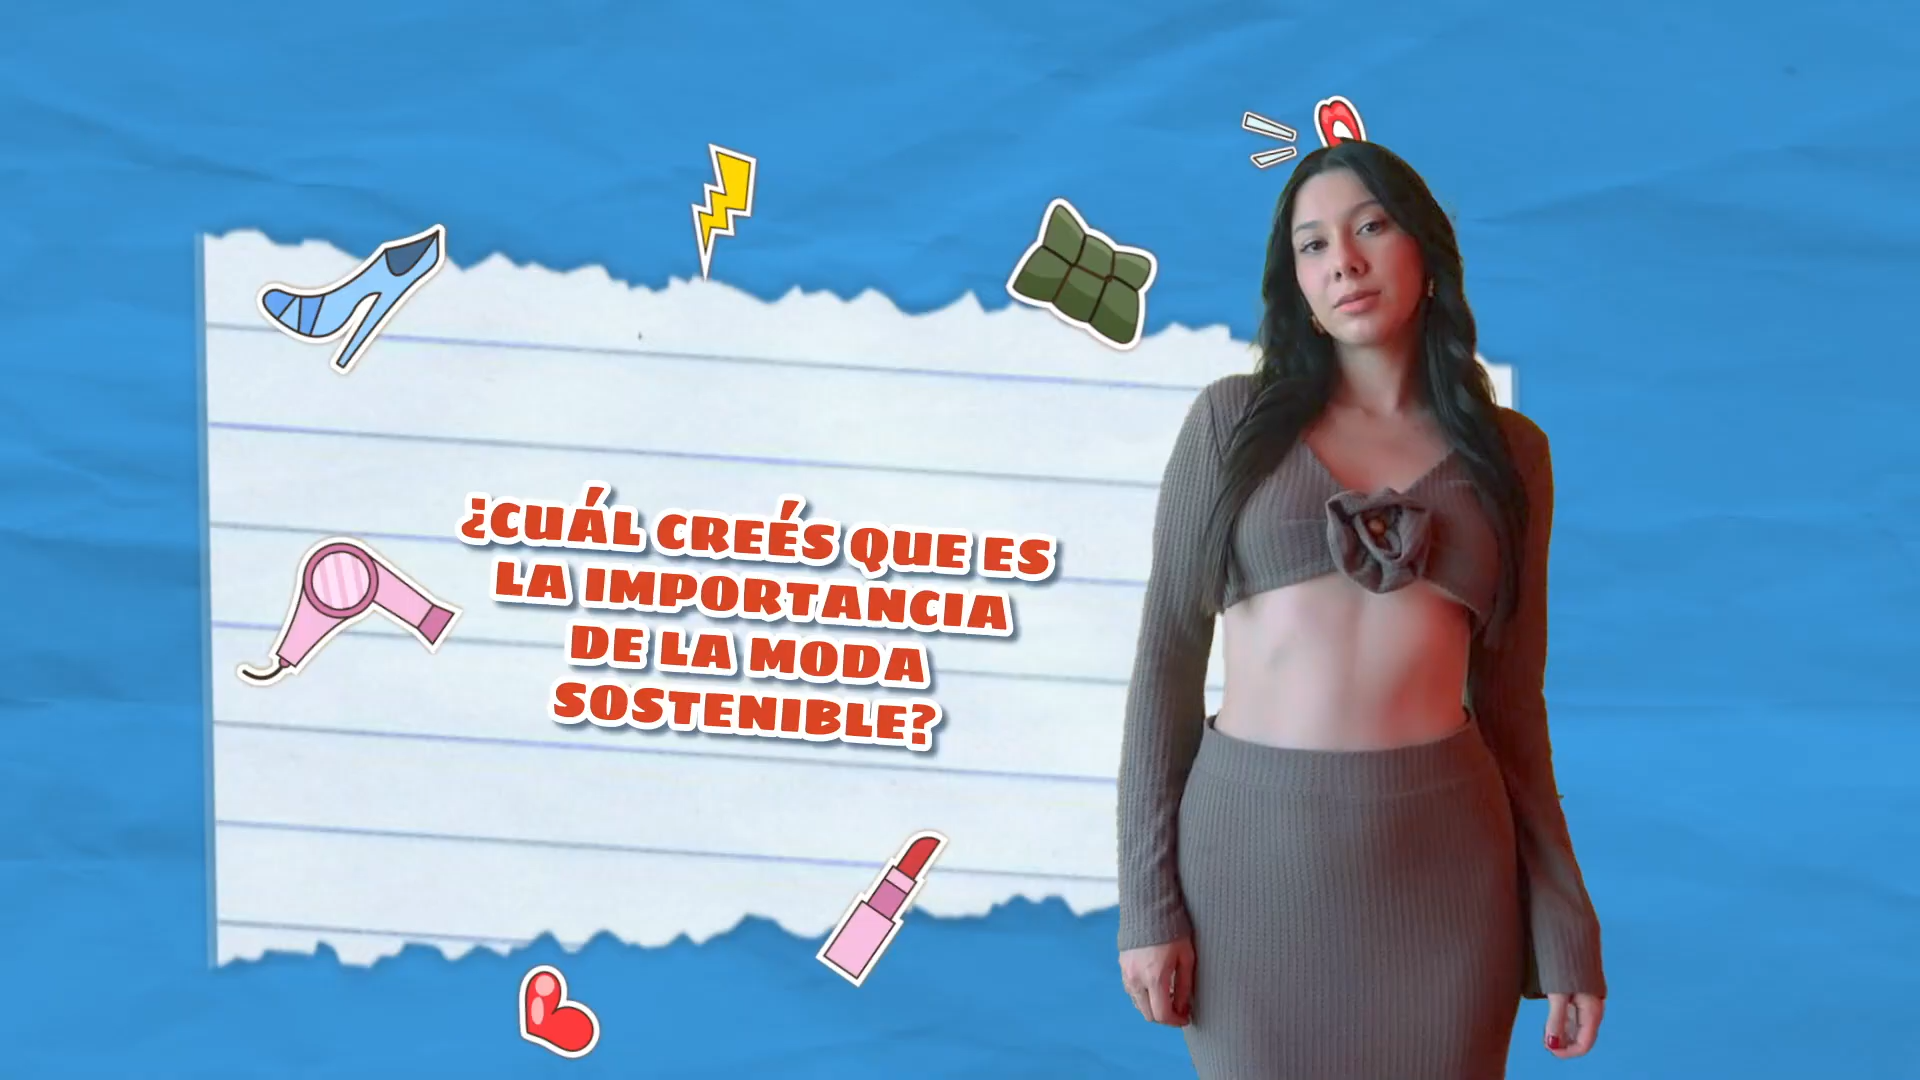 ¿CUÁL CREÉS QUE ES
LA IMPORTANCIA
DE LA MODA
SOSTENIBLE?